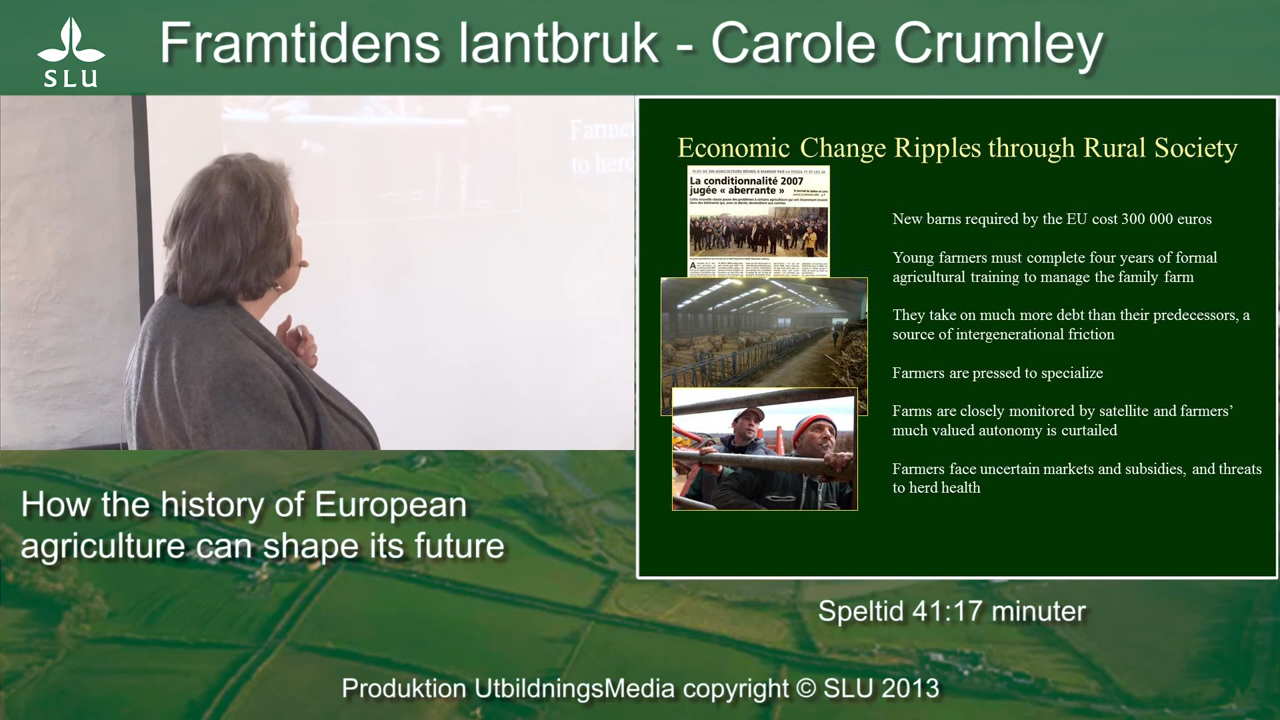 SLU
Framtidens lantbruk - Carole Crumley
Farme
to herd
Economic Change Ripples through Rural Society
La conditionnalité 2007
jugée « aberrante »
New barns required by the EU cost 300 000 euros
Young farmers must complete four years of formal
agricultural training to manage the family farm
They take on much more debt than their predecessors, a
source of intergenerational friction
Farmers are pressed to specialize
Farms are closely monitored by satellite and farmers’
much valued autonomy is curtailed
Farmers face uncertain markets and subsidies, and threats
to herd health
How the history of European
agriculture can shape its future
Speltid 41:17 minuter
Produktion UtbildningsMedia copyright © SLU 2013